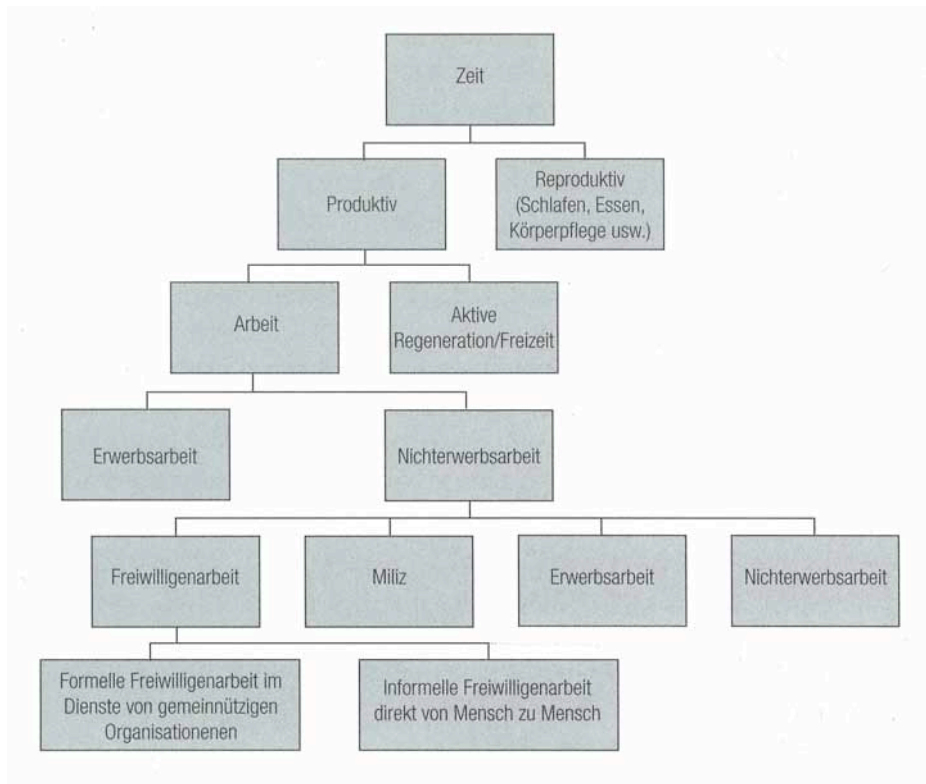 Zeit
Produktiv
Reproduktiv
(Schlafen, Essen,
Körperpflege usw.)
Arbeit
Aktive
Regeneration/Freizeit
Erwerbsarbeit
Nichterwerbsarbeit
Freiwilligenarbeit
Miliz
Erwerbsarbeit
Nichterwerbsarbeit
Formelle Freiwilligenarbeit im
Dienste von gemeinnützigen
Organisationenen
Informelle Freiwilligenarbeit
direkt von Mensch zu Mensch